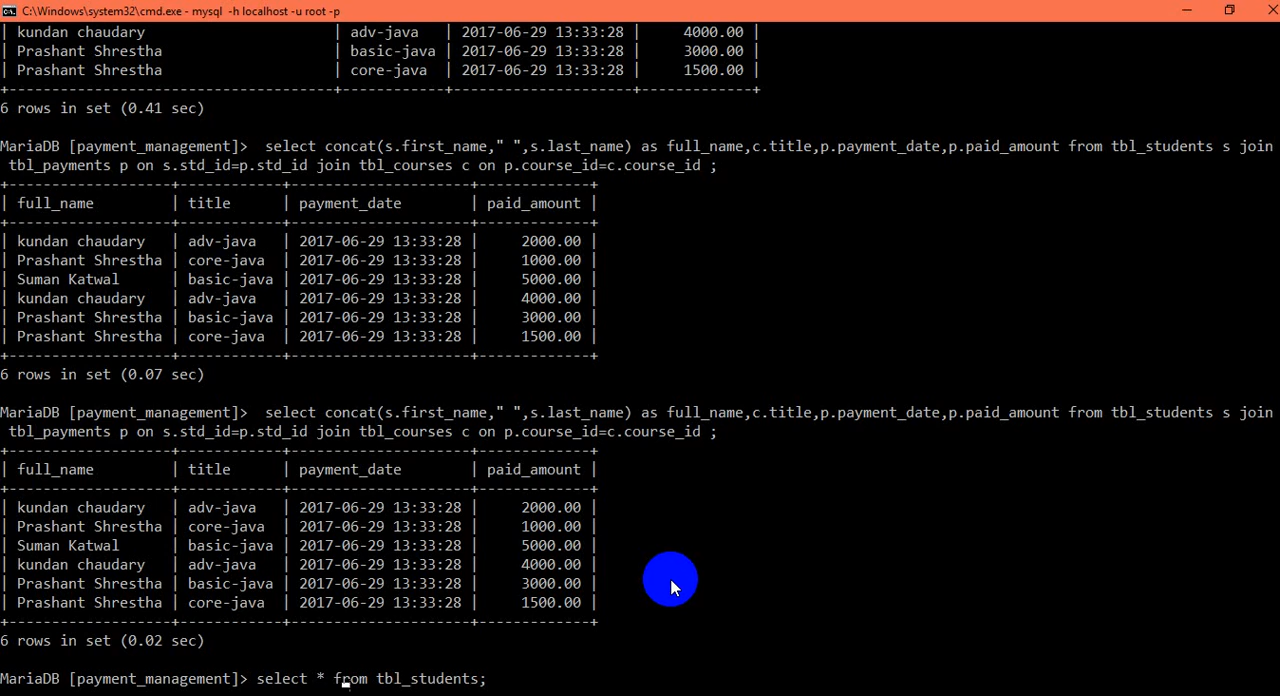 C:\Windows\system32\cmd.exe - mysql -h localhost -u root -p
| kundan chaudary                      | adv-java   | 2017-06-29 13:33:28 |     4000.00 |
| Prashant Shrestha                    | basic-java | 2017-06-29 13:33:28 |     3000.00 |
| Prashant Shrestha                    | core-java  | 2017-06-29 13:33:28 |     1500.00 |
+--------------------------------------+------------+---------------------+-------------+
6 rows in set (0.41 sec)
MariaDB [payment_management]>  select concat(s.first_name," ",s.last_name) as full_name,c.title,p.payment_date,p.paid_amount from tbl_students s join
 tbl_payments p on s.std_id=p.std_id join tbl_courses c on p.course_id=c.course_id ;
+-------------------+------------+---------------------+-------------+
| full_name         | title      | payment_date        | paid_amount |
+-------------------+------------+---------------------+-------------+
| kundan chaudary   | adv-java   | 2017-06-29 13:33:28 |     2000.00 |
| Prashant Shrestha | core-java  | 2017-06-29 13:33:28 |     1000.00 |
| Suman Katwal      | basic-java | 2017-06-29 13:33:28 |     5000.00 |
| kundan chaudary   | adv-java   | 2017-06-29 13:33:28 |     4000.00 |
| Prashant Shrestha | basic-java | 2017-06-29 13:33:28 |     3000.00 |
| Prashant Shrestha | core-java  | 2017-06-29 13:33:28 |     1500.00 |
+-------------------+------------+---------------------+-------------+
6 rows in set (0.07 sec)
MariaDB [payment_management]>  select concat(s.first_name," ",s.last_name) as full_name,c.title,p.payment_date,p.paid_amount from tbl_students s join
 tbl_payments p on s.std_id=p.std_id join tbl_courses c on p.course_id=c.course_id ;
+-------------------+------------+---------------------+-------------+
| full_name         | title      | payment_date        | paid_amount |
+-------------------+------------+---------------------+-------------+
| kundan chaudary   | adv-java   | 2017-06-29 13:33:28 |     2000.00 |
| Prashant Shrestha | core-java  | 2017-06-29 13:33:28 |     1000.00 |
| Suman Katwal      | basic-java | 2017-06-29 13:33:28 |     5000.00 |
| kundan chaudary   | adv-java   | 2017-06-29 13:33:28 |     4000.00 |
| Prashant Shrestha | basic-java | 2017-06-29 13:33:28 |     3000.00 |
| Prashant Shrestha | core-java  | 2017-06-29 13:33:28 |     1500.00 |
+-------------------+------------+---------------------+-------------+
6 rows in set (0.02 sec)
MariaDB [payment_management]> select * from tbl_students;